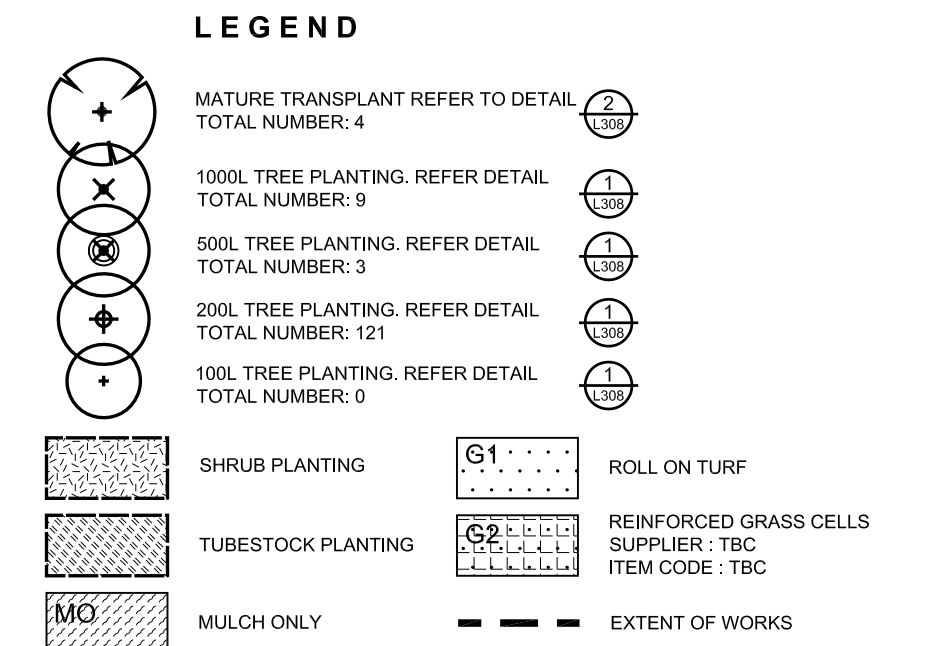 LEGEND
MATURE TRANSPLANT REFER TO DETAIL
TOTAL NUMBER: 4
2
L308
1000L TREE PLANTING. REFER DETAIL
TOTAL NUMBER: 9
1
L308
500L TREE PLANTING. REFER DETAIL
TOTAL NUMBER: 3
1
L308
200L TREE PLANTING. REFER DETAIL
TOTAL NUMBER: 121
1
L308
100L TREE PLANTING. REFER DETAIL
TOTAL NUMBER: 0
1
L308
SHRUB PLANTING
G1
ROLL ON TURF
TUBESTOCK PLANTING
G2
REINFORCED GRASS CELLS
SUPPLIER : TBC
ITEM CODE : TBC
MO
MULCH ONLY
EXTENT OF WORKS